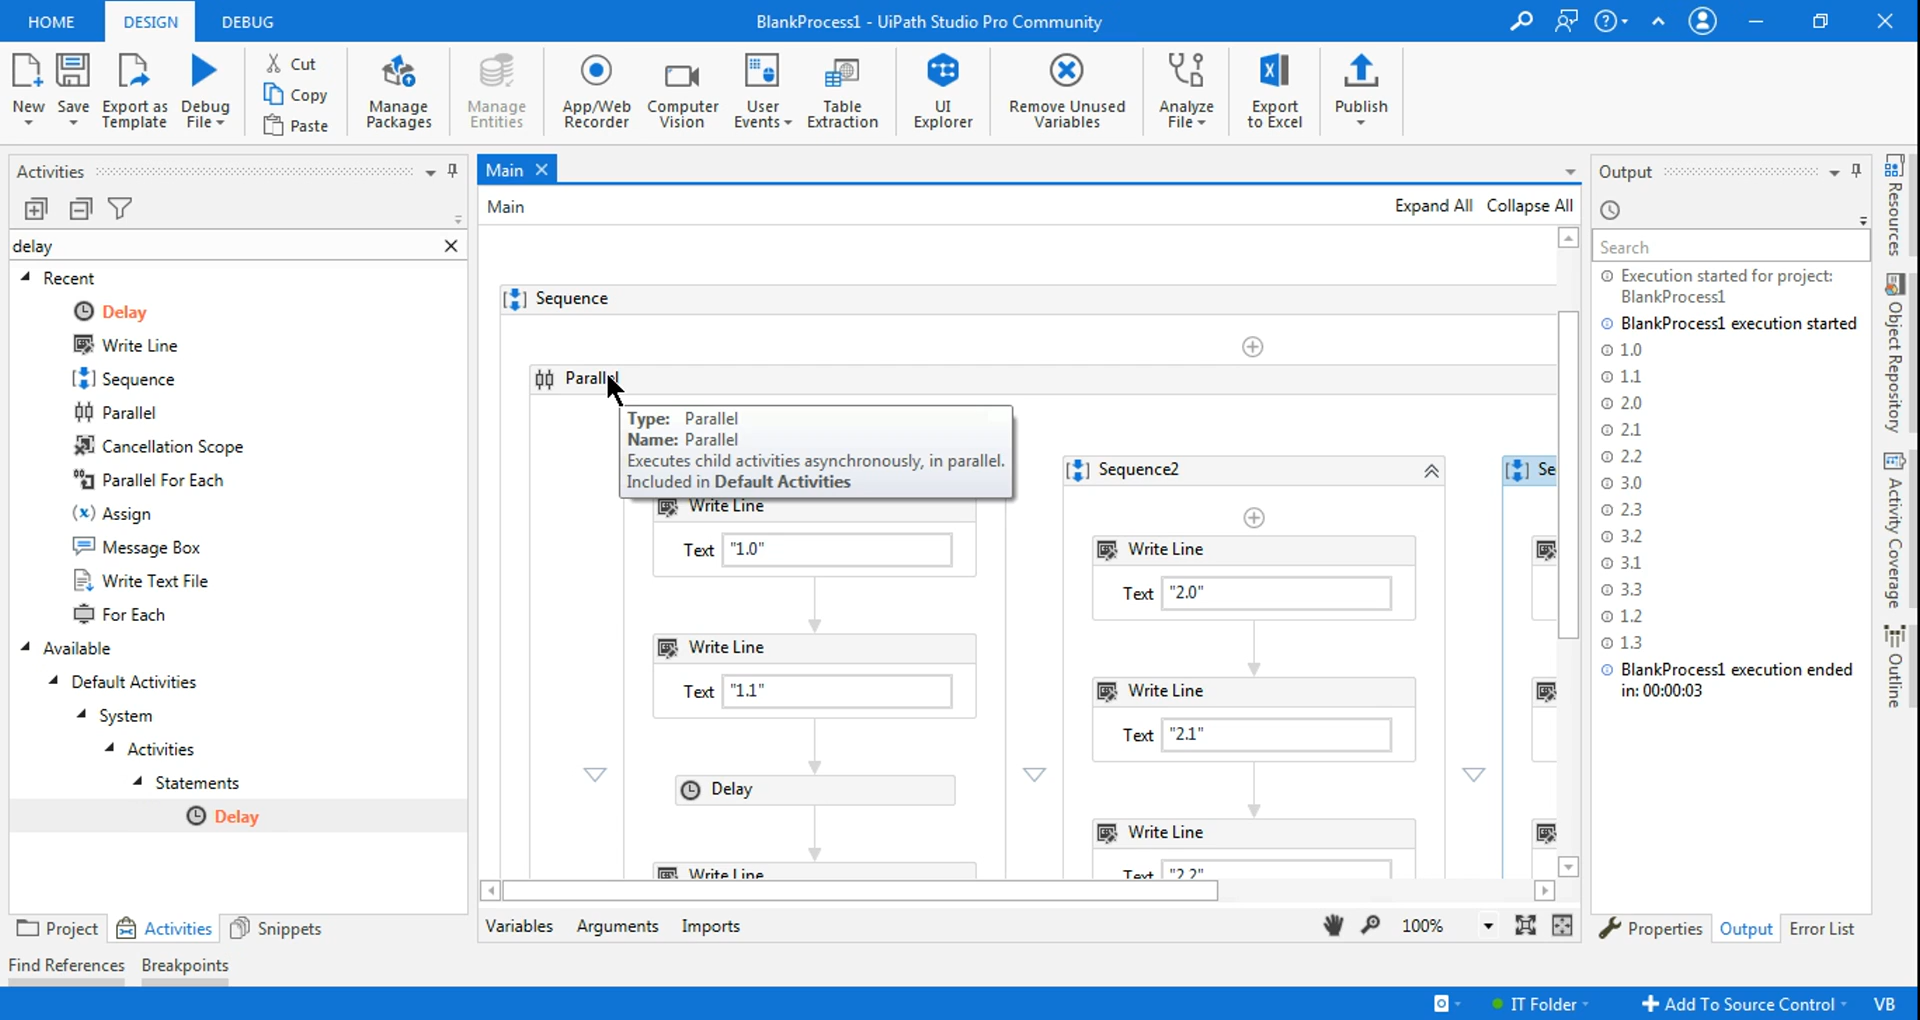 HOME DESIGN DEBUG BlankProcess1 - UiPath Studio Pro Community
New Save Export as Template Debug File Cut Copy Paste Manage Packages Manage Entities App/Web Recorder Computer Vision User Events Table Extraction UI Explorer Remove Unused Variables Analyze File Export to Excel Publish
Activities
delay
Recent
Delay
Write Line
Sequence
Parallel
Cancellation Scope
Parallel For Each
Assign
Message Box
Write Text File
For Each
Available
Default Activities
System
Activities
Statements
Delay
Project Activities Snippets
Find References Breakpoints
Main
Main Expand All Collapse All
Sequence
Parallel
Type: Parallel
Name: Parallel
Executes child activities asynchronously, in parallel.
Included in Default Activities
Write Line
Text "1.0"
Write Line
Text "1.1"
Delay
Write Line
Sequence2
Write Line
Text "2.0"
Write Line
Text "2.1"
Write Line
Text "2.2"
Se
Variables Arguments Imports 100%
Output
Search
Execution started for project:
BlankProcess1
BlankProcess1 execution started
1.0
1.1
2.0
2.1
2.2
3.0
2.3
3.2
3.1
3.3
1.2
1.3
BlankProcess1 execution ended
in: 00:00:03
Properties Output Error List
Resources
Object Repository
Activity Coverage
Outline
IT Folder Add To Source Control VB